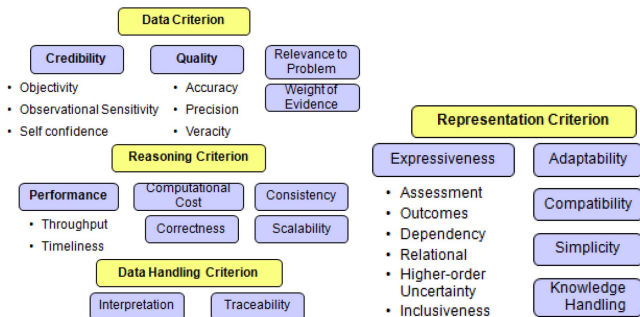 Data Criterion
Credibility
Quality
Relevance to
Problem
Weight of
Evidence
• Objectivity
• Observational Sensitivity
• Self confidence
• Accuracy
• Precision
• Veracity
Reasoning Criterion
Performance
Computational
Cost
Consistency
Correctness
Scalability
• Throughput
• Timeliness
Data Handling Criterion
Interpretation
Traceability
Representation Criterion
Expressiveness
Adaptability
• Assessment
• Outcomes
• Dependency
• Relational
• Higher-order
Uncertainty
• Inclusiveness
Compatibility
Simplicity
Knowledge
Handling